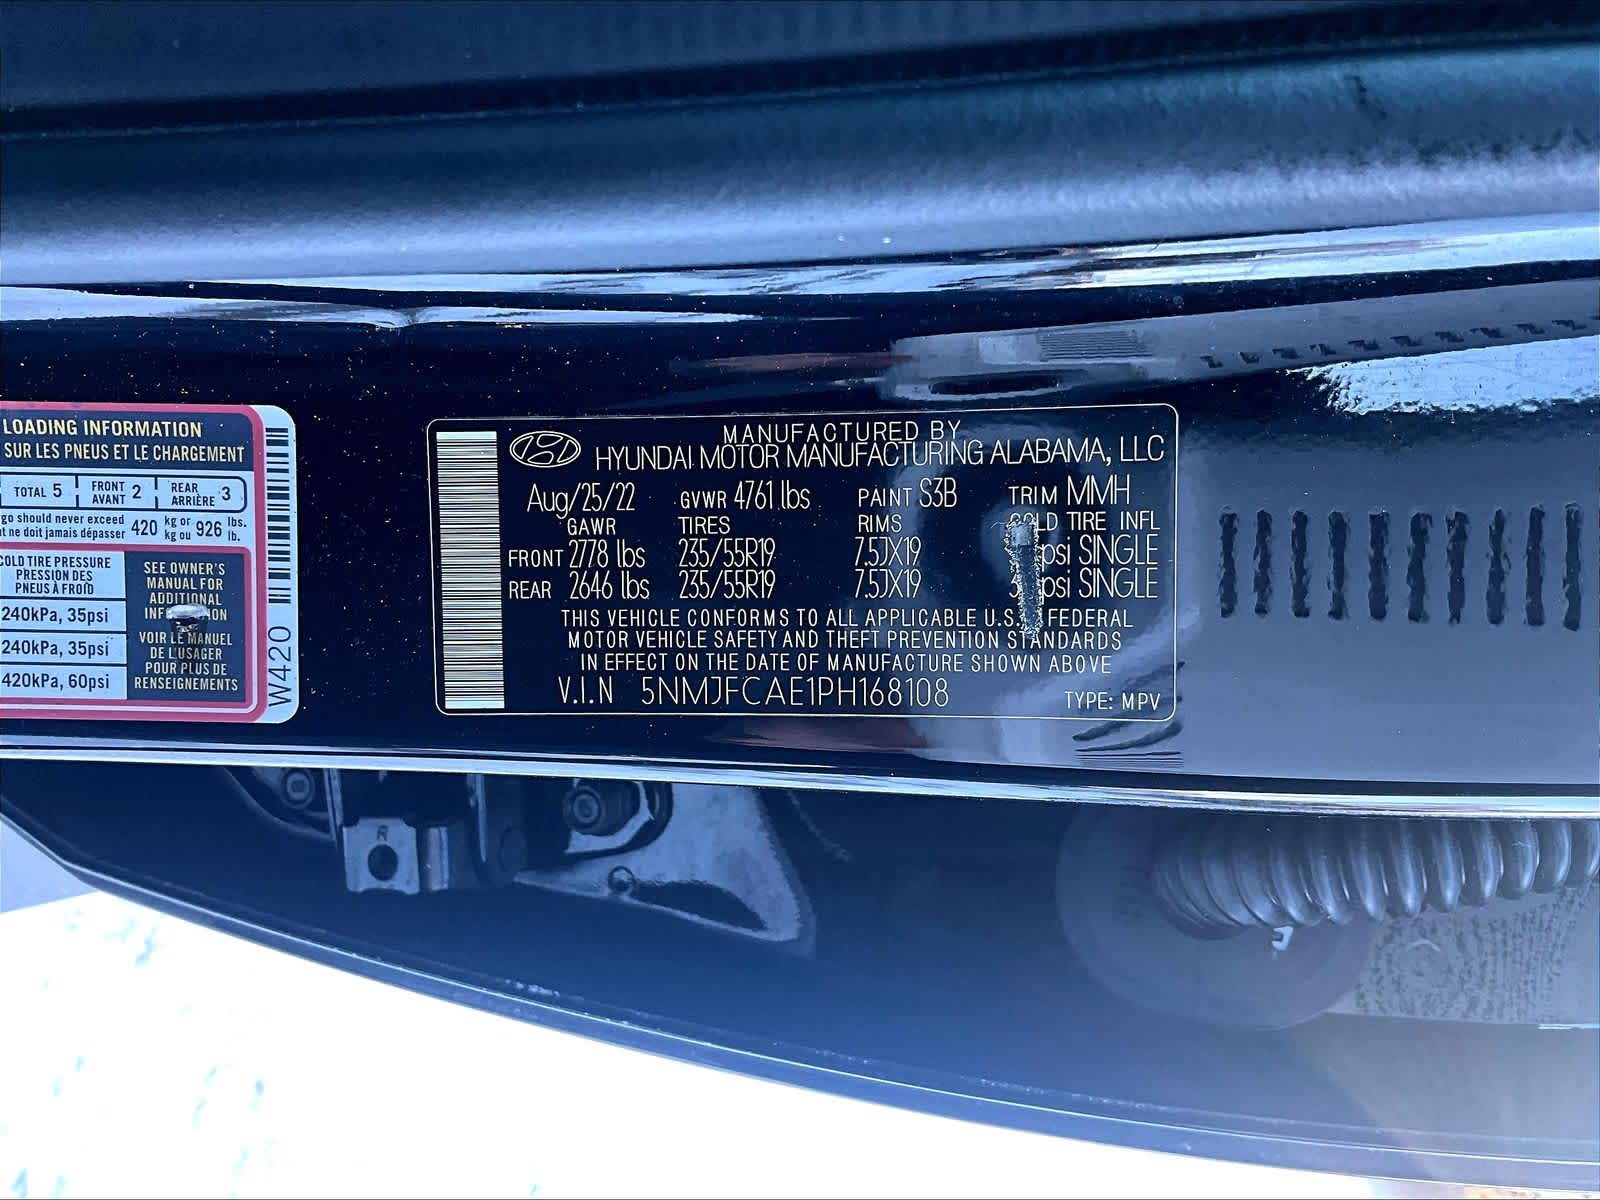 LOADING INFORMATION
SUR LES PNEUS ET LE CHARGEMENT
TOTAL 5 FRONT AVANT 2 REAR ARRIÈRE 3
should never exceed 420 kg or 926 lbs.
ne doit jamais dépasser kg ou lb.
COLD TIRE PRESSURE
PRESSION DES
PNEUS À FROID
240kPa, 35psi
240kPa, 35psi
420kPa, 60psi
SEE OWNER'S
MANUAL FOR
ADDITIONAL
VOIR LE MANUEL
DE L'USAGER
POUR PLUS DE
RENSEIGNEMENTS
W420
MANUFACTURED BY
HYUNDAI MOTOR MANUFACTURING ALABAMA, LLC
Aug/25/22 GVWR 4761 lbs PAINT S3B TRIM MMH
GAWR TIRES RIMS TIRE INFL
FRONT 2778 lbs 235/55R19 7.5JX19 psi SINGLE
REAR 2646 lbs 235/55R19 7.5JX19 psi SINGLE
THIS VEHICLE CONFORMS TO ALL APPLICABLE U.S. FEDERAL
MOTOR VEHICLE SAFETY AND THEFT PREVENTION STANDARDS
IN EFFECT ON THE DATE OF MANUFACTURE SHOWN ABOVE
V.I.N 5NMJFCAE1PH168108 TYPE: MPV
R